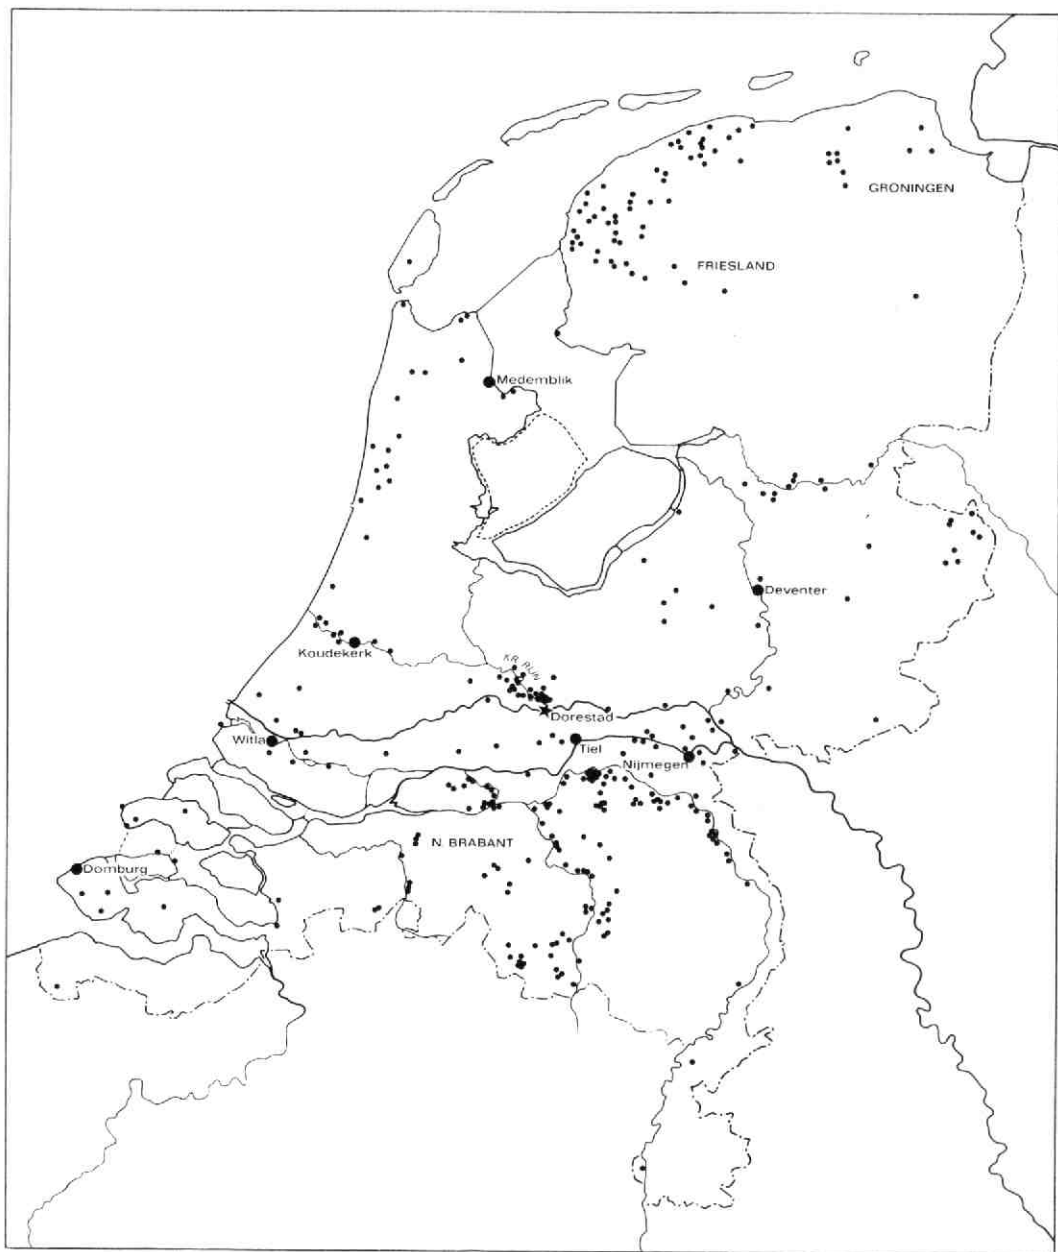 GRONINGEN
FRIESLAND
Medemblik
Deventer
Koudekerk
KR. RIJN
Dorestad
Witla
Tiel
Nijmegen
N. BRABANT
Domburg